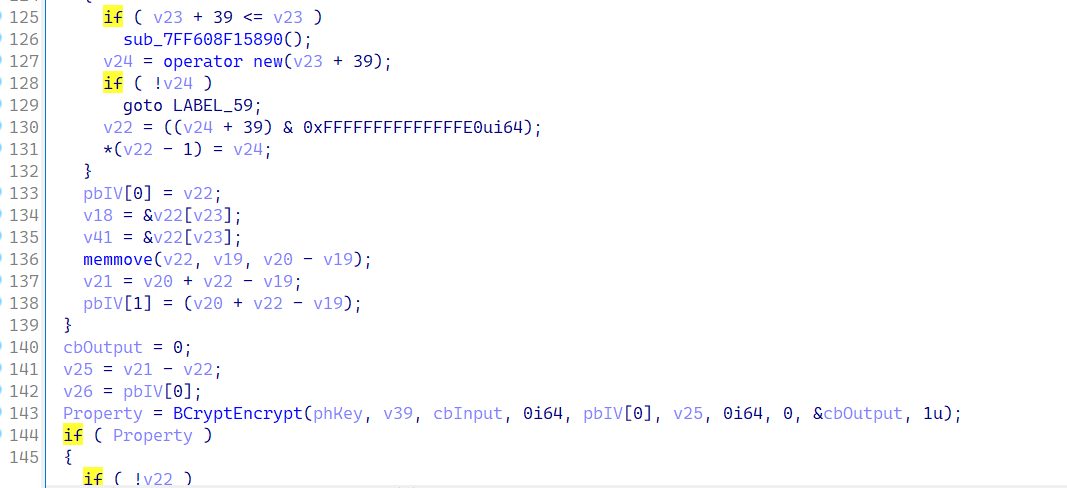 125 if ( v23 + 39 <= v23 )
126 sub_7FF608F15890();
127 v24 = operator new(v23 + 39);
128 if ( !v24 )
129 goto LABEL_59;
130 v22 = ((v24 + 39) & 0xFFFFFFFFFFFFFFE0ui64);
131 *(v22 - 1) = v24;
132 }
133 pbIV[0] = v22;
134 v18 = &v22[v23];
135 v41 = &v22[v23];
136 memmove(v22, v19, v20 - v19);
137 v21 = v20 + v22 - v19;
138 pbIV[1] = (v20 + v22 - v19);
139 }
140 cbOutput = 0;
141 v25 = v21 - v22;
142 v26 = pbIV[0];
143 Property = BCryptEncrypt(phKey, v39, cbInput, 0i64, pbIV[0], v25, 0i64, 0, &cbOutput, 1u);
144 if ( Property )
145 {
if ( !v22 )